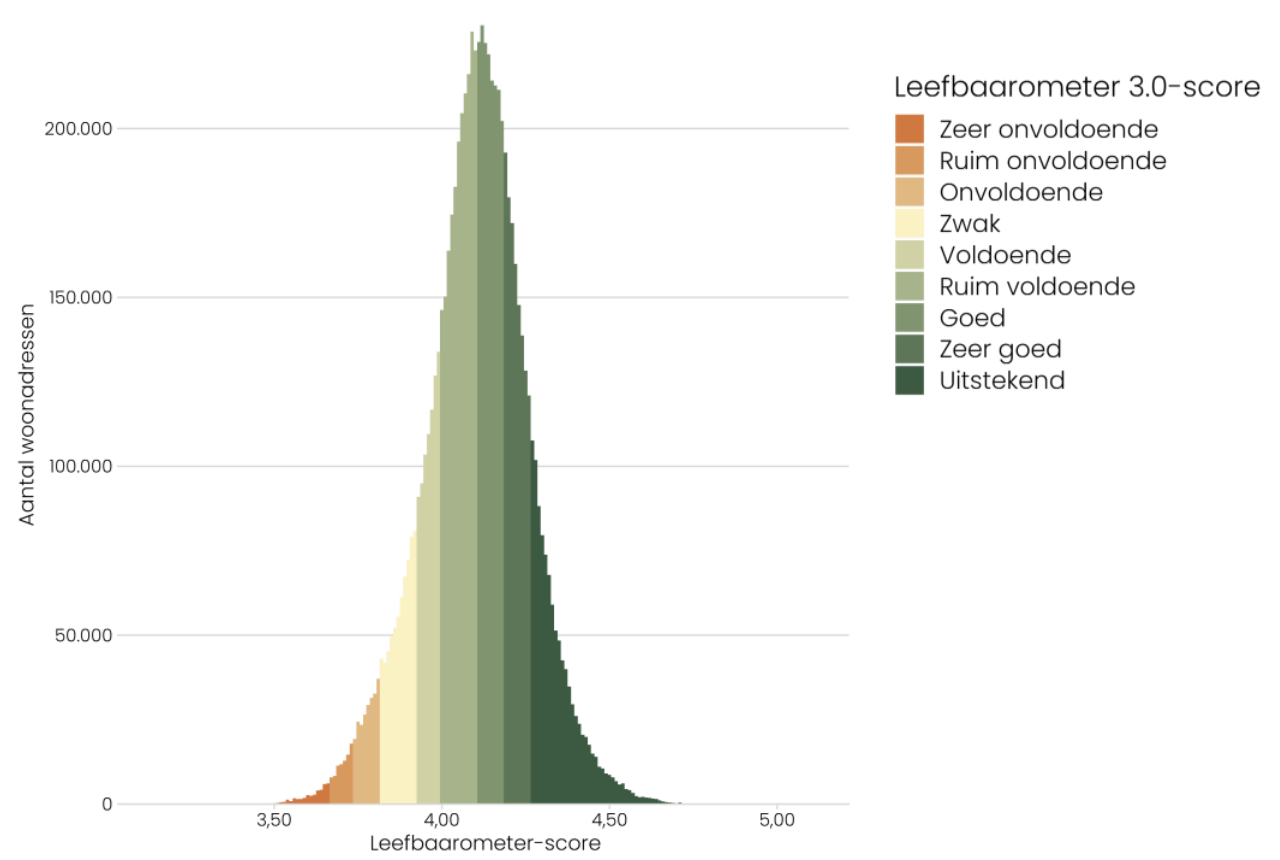 Leefbaarometer 3.0-score
Zeer onvoldoende
Ruim onvoldoende
Onvoldoende
Zwak
Voldoende
Ruim voldoende
Goed
Zeer goed
Uitstekend
Aantal woonadressen
200.000
150.000
100.000
50.000
0
3,50
4,00
4,50
5,00
Leefbaarometer-score